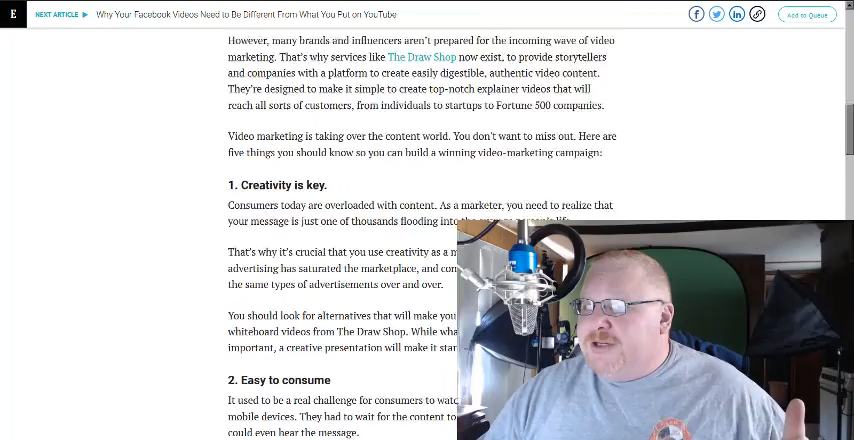 E NEXT ARTICLE Why Your Facebook Videos Need to Be Different From What You Put on YouTube Add to Queue
However, many brands and influencers aren't prepared for the incoming wave of video
marketing. That's why services like The Draw Shop now exist, to provide storytellers
and companies with a platform to create easily digestible, authentic video content.
They're designed to make it simple to create top-notch explainer videos that will
reach all sorts of customers, from individuals to startups to Fortune 500 companies.
Video marketing is taking over the content world. You don't want to miss out. Here are
five things you should know so you can build a winning video-marketing campaign:
1. Creativity is key.
Consumers today are overloaded with content. As a marketer, you need to realize that
your message is just one of thousands flooding into
That's why it's crucial that you use creativity as a
advertising has saturated the marketplace, and
the same types of advertisements over and over.
You should look for alternatives that will make you
whiteboard videos from The Draw Shop. While
important, a creative presentation will make it
2. Easy to consume
It used to be a real challenge for consumers to
mobile devices. They had to wait for the content to
could even hear the message.